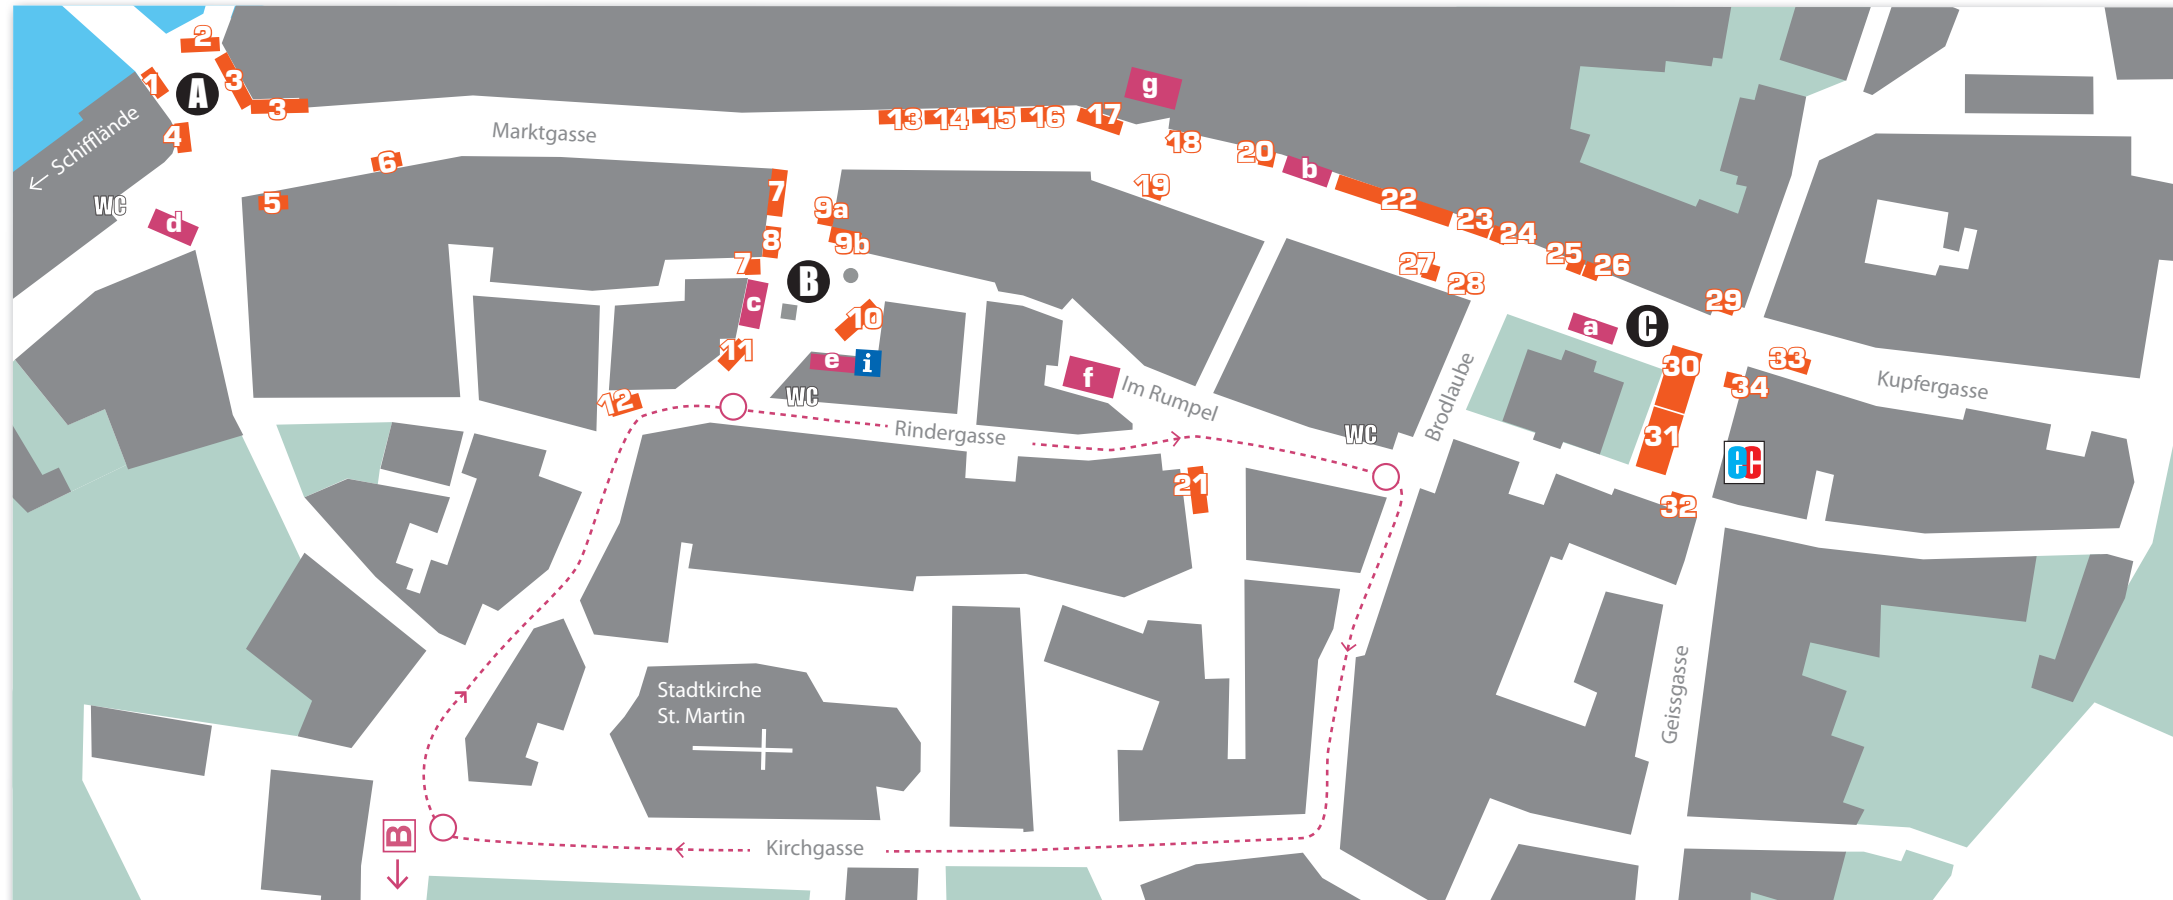 2
1
A
3
3
4
← Schifflände
WC
d
5
6
Marktgasse
7
8
7
9a
9b
B
c
10
11
e
i
WC
12
13
14
15
16
17
g
18
19
20
b
22
23
24
25
26
27
28
29
a
C
30
31
32
33
34
Kupfergasse
ec
f
Im Rumpel
Brodlaube
WC
Rindergasse
21
Geissgasse
Stadtkirche
St. Martin
B
Kirchgasse